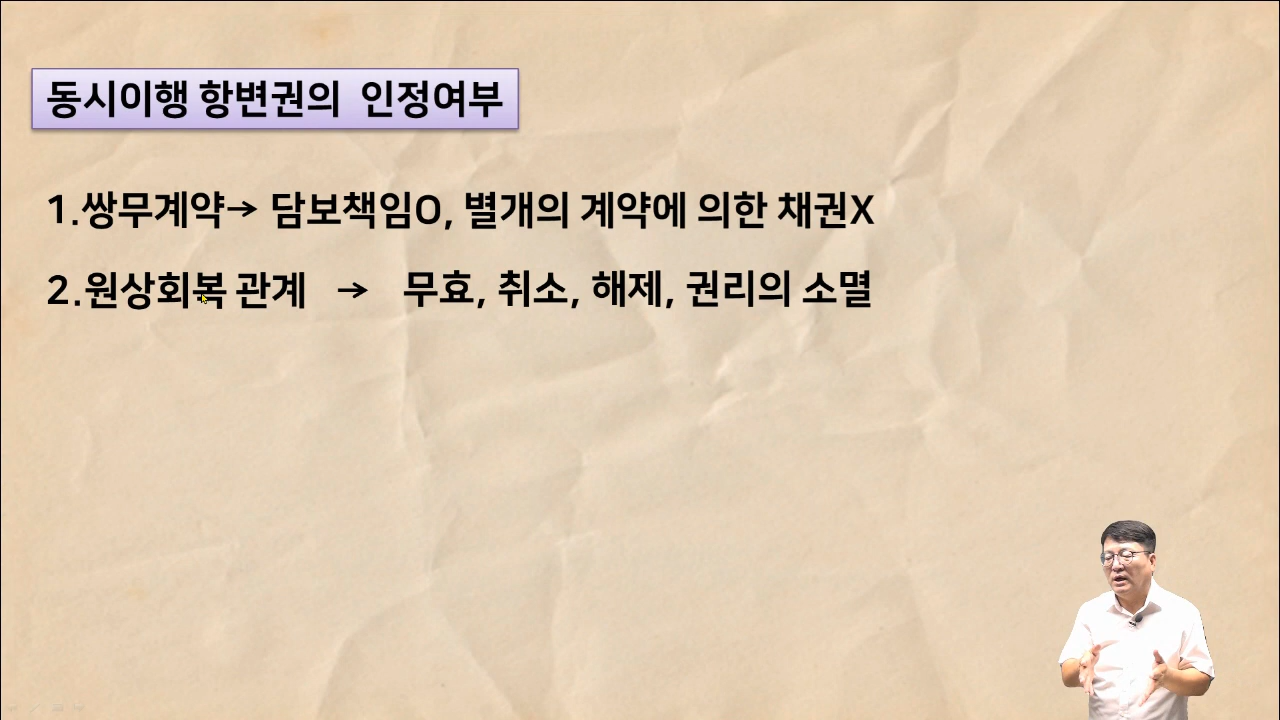 동시이행 항변권의 인정여부
1.쌍무계약→ 담보책임O, 별개의 계약에 의한 채권X
2.원상회복 관계 → 무효, 취소, 해제, 권리의 소멸